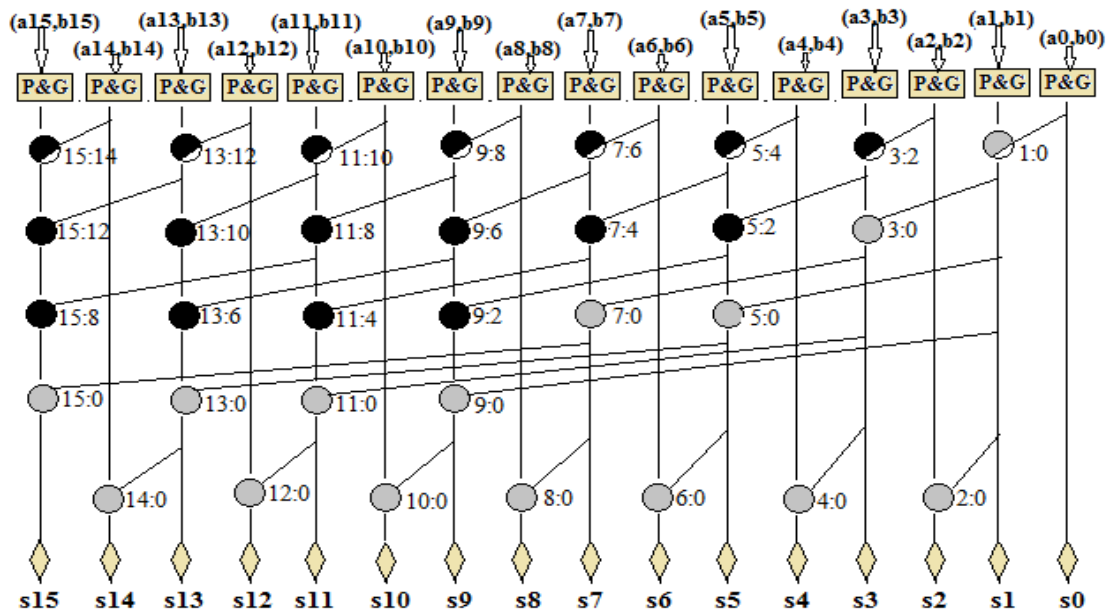 (a15,b15) (a13,b13) (a11,b11) (a9,b9) (a7,b7) (a5,b5) (a3,b3) (a1,b1)
(a14,b14) (a12,b12) (a10,b10) (a8,b8) (a6,b6) (a4,b4) (a2,b2) (a0,b0)
P&G P&G P&G P&G P&G P&G P&G P&G P&G P&G P&G P&G P&G P&G P&G P&G
15:14 13:12 11:10 9:8 7:6 5:4 3:2 1:0
15:12 13:10 11:8 9:6 7:4 5:2 3:0
15:8 13:6 11:4 9:2 7:0 5:0
15:0 13:0 11:0 9:0
14:0 12:0 10:0 8:0 6:0 4:0 2:0
s15 s14 s13 s12 s11 s10 s9 s8 s7 s6 s5 s4 s3 s2 s1 s0